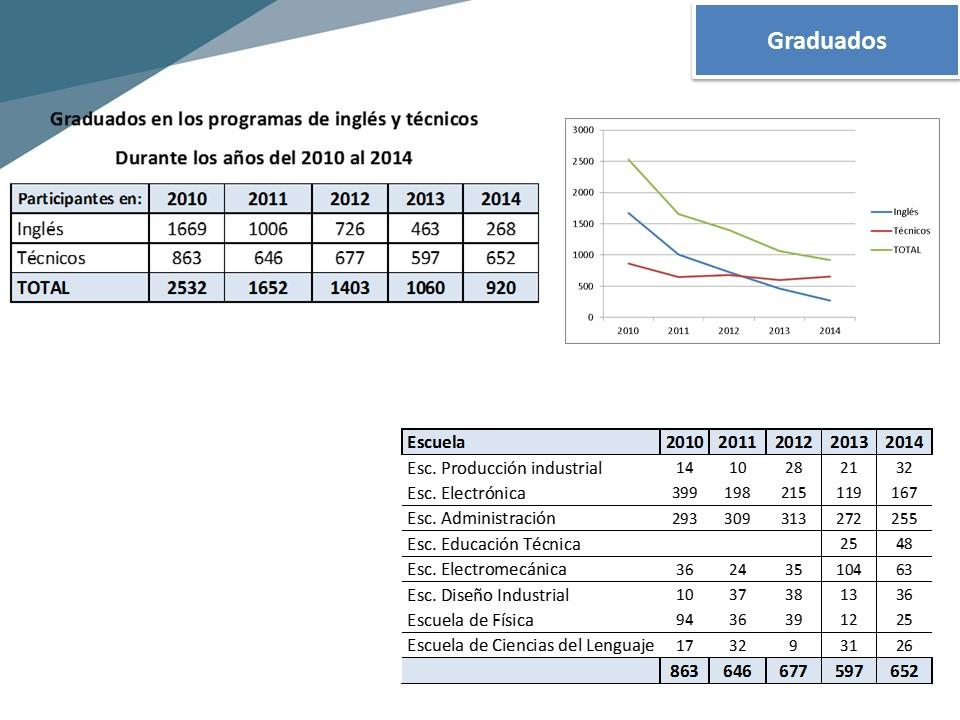 Graduados
Graduados en los programas de inglés y técnicos
Durante los años del 2010 al 2014
Participantes en: 2010 2011 2012 2013 2014
Inglés 1669 1006 726 463 268
Técnicos 863 646 677 597 652
TOTAL 2532 1652 1403 1060 920
3000
2500
2000
1500
1000
500
0
2010 2011 2012 2013 2014
Inglés
Técnicos
TOTAL
Escuela 2010 2011 2012 2013 2014
Esc. Producción industrial 14 10 28 21 32
Esc. Electrónica 399 198 215 119 167
Esc. Administración 293 309 313 272 255
Esc. Educación Técnica 25 48
Esc. Electromecánica 36 24 35 104 63
Esc. Diseño Industrial 10 37 38 13 36
Escuela de Física 94 36 39 12 25
Escuela de Ciencias del Lenguaje 17 32 9 31 26
863 646 677 597 652